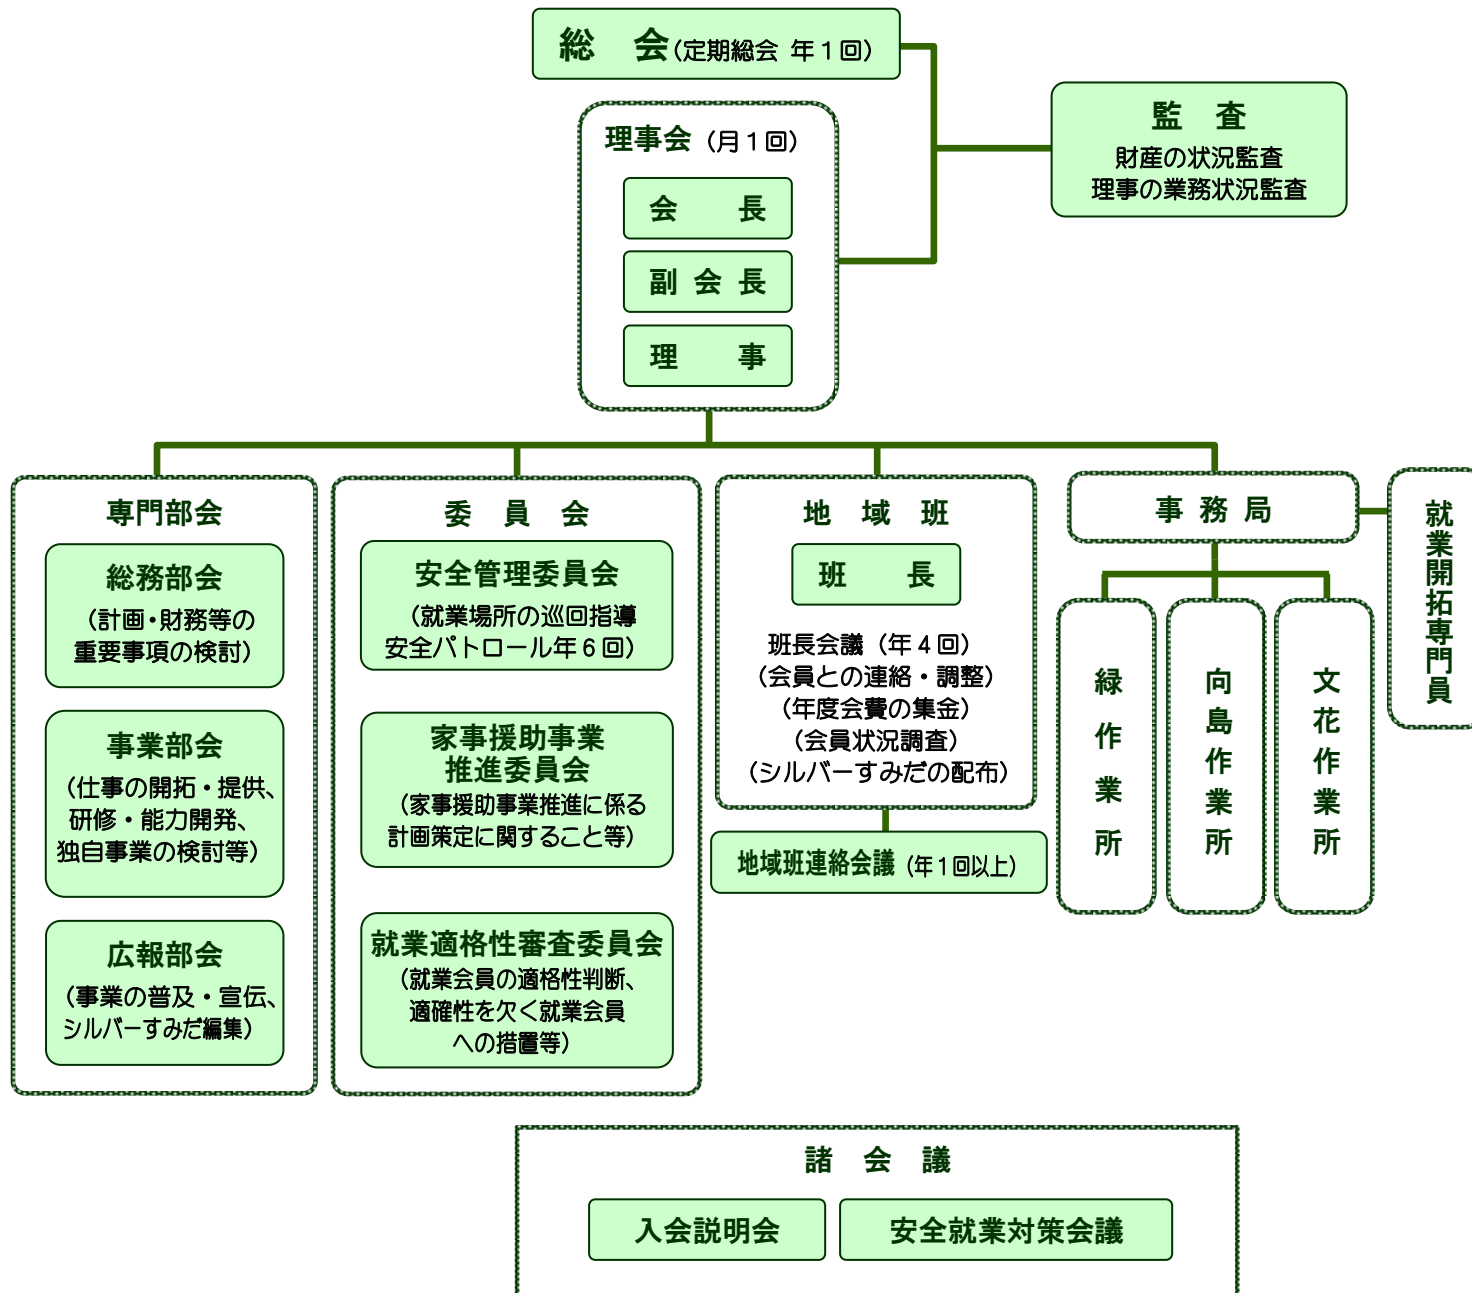 総　会(定期総会 年１回)
監　査
財産の状況監査
理事の業務状況監査
理事会（月１回）
会　長
副 会 長
理　事
専門部会
総務部会
（計画・財務等の
重要事項の検討）
事業部会
（仕事の開拓・提供、
研修・能力開発、
独自事業の検討等）
広報部会
（事業の普及・宣伝、
シルバーすみだ編集）
委　員　会
安全管理委員会
（就業場所の巡回指導
安全パトロール年６回）
家事援助事業
推進委員会
（家事援助事業推進に係る
計画策定に関すること等）
就業適格性審査委員会
（就業会員の適格性判断、
適確性を欠く就業会員
への措置等）
地　域　班
班　長
班長会議（年４回）
（会員との連絡・調整）
（年度会費の集金）
（会員状況調査）
（シルバーすみだの配布）
地域班連絡会議（年１回以上）
事 務 局
緑作業所
向島作業所
文花作業所
就業開拓専門員
諸　会　議
入会説明会
安全就業対策会議